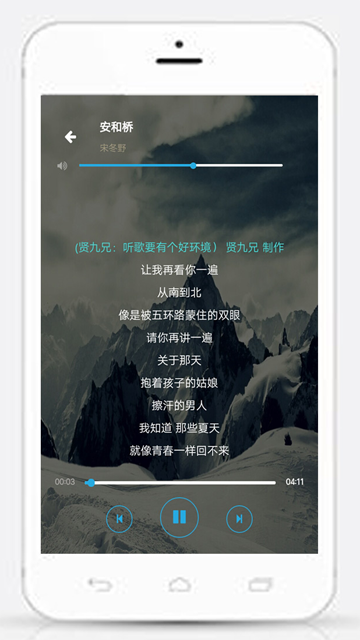 安和桥
宋冬野
(贤九兄：听歌要有个好环境） 贤九兄 制作
让我再看你一遍
从南到北
像是被五环路蒙住的双眼
请你再讲一遍
关于那天
抱着孩子的姑娘
擦汗的男人
我知道 那些夏天
就像青春一样回不来
00:03
04:11